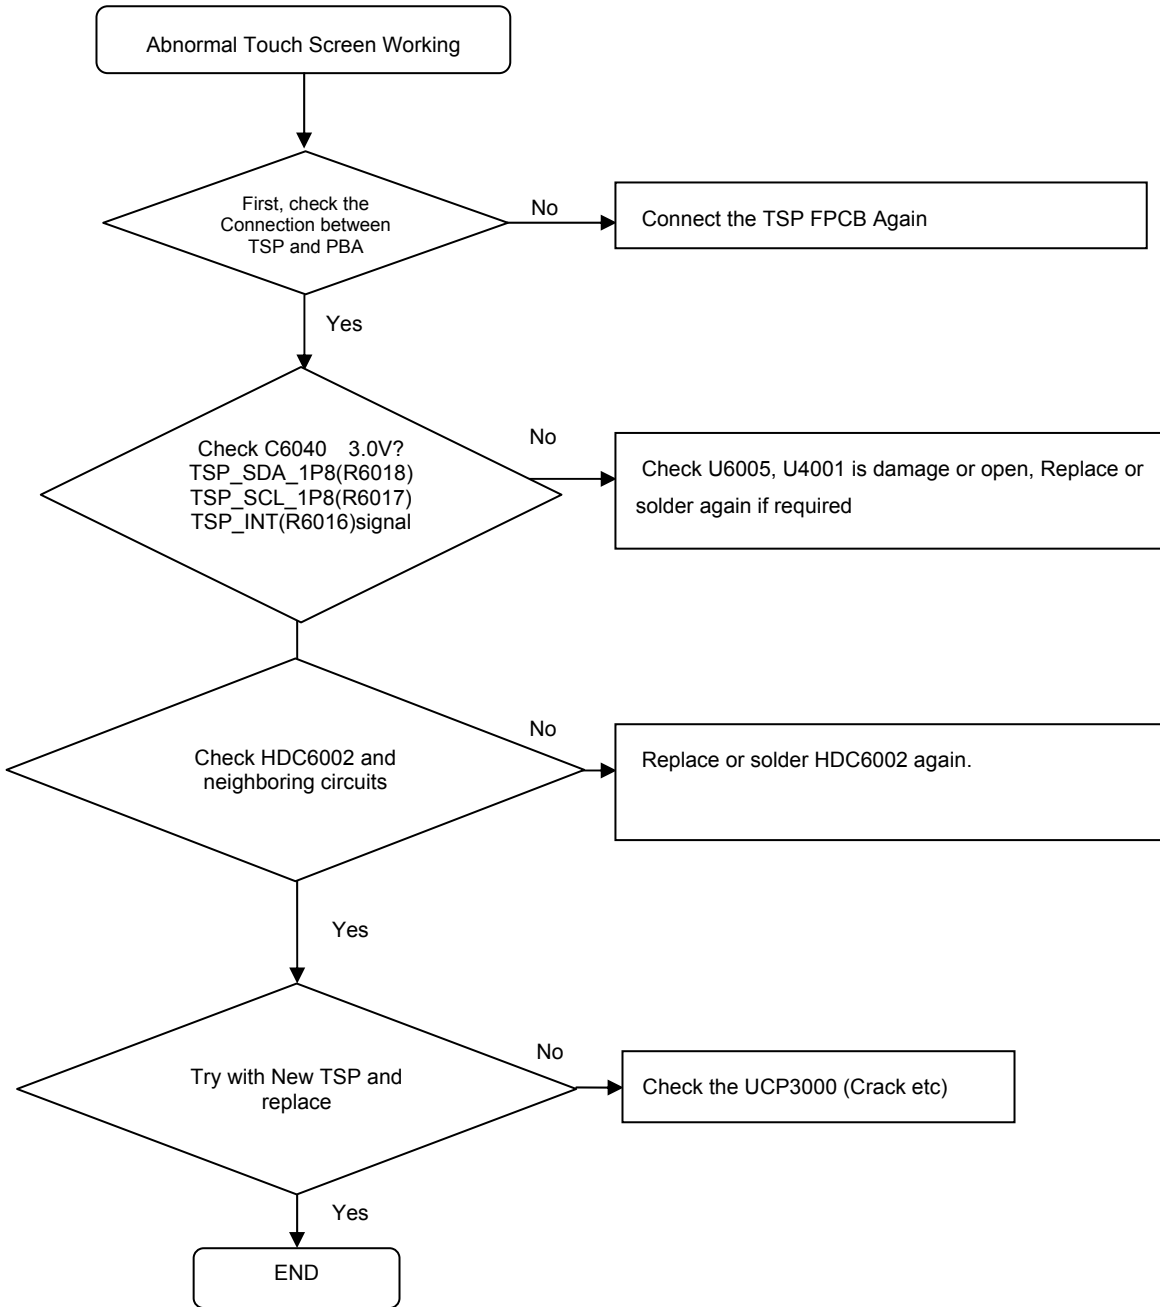 Abnormal Touch Screen Working
First, check the
Connection between
TSP and PBA
No
Connect the TSP FPCB Again
Yes
Check C6040 3.0V?
TSP_SDA_1P8(R6018)
TSP_SCL_1P8(R6017)
TSP_INT(R6016)signal
No
Check U6005, U4001 is damage or open, Replace or
solder again if required
Check HDC6002 and
neighboring circuits
No
Replace or solder HDC6002 again.
Yes
Try with New TSP and
replace
No
Check the UCP3000 (Crack etc)
Yes
END